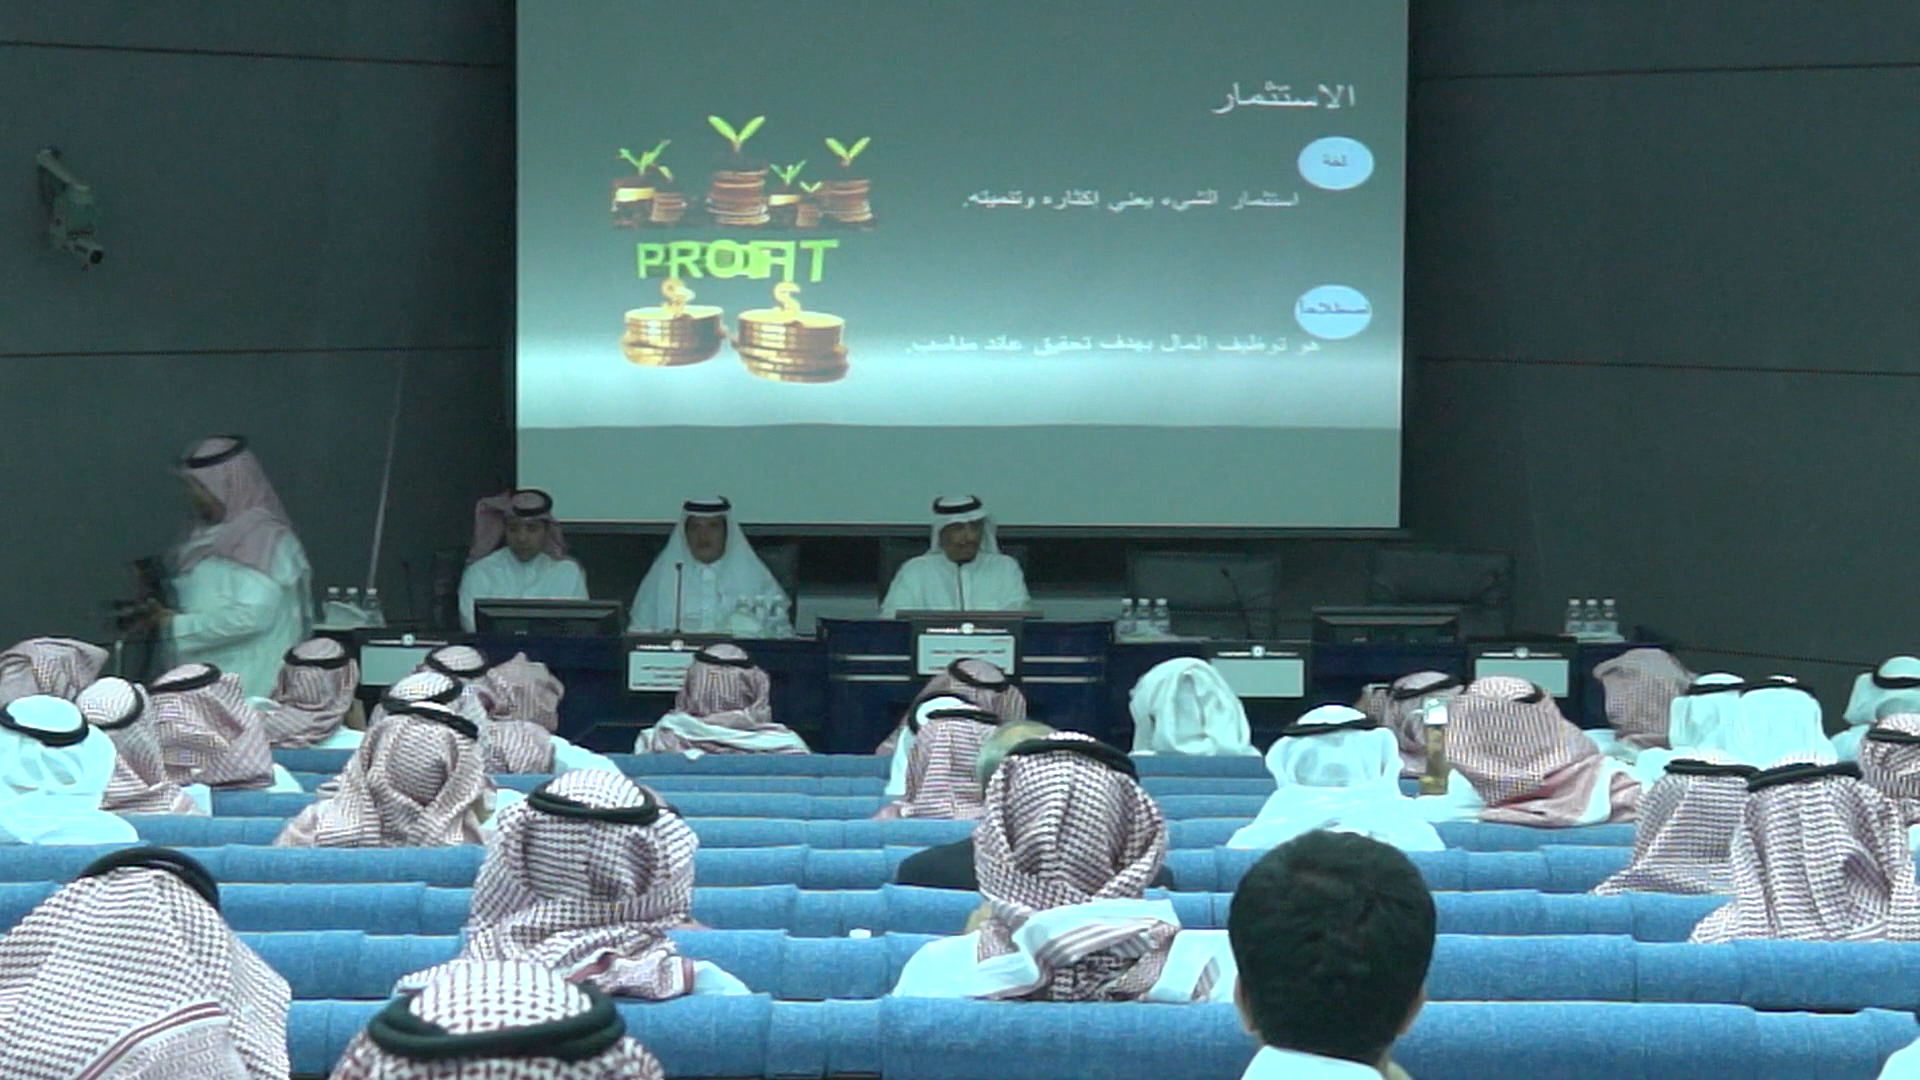 الاستثمار
لغة
استثمار الشيء يعني إكثاره وتنميته.
اصطلاحاً
هو توظيف المال بهدف تحقيق عائد مناسب.
PROFIT